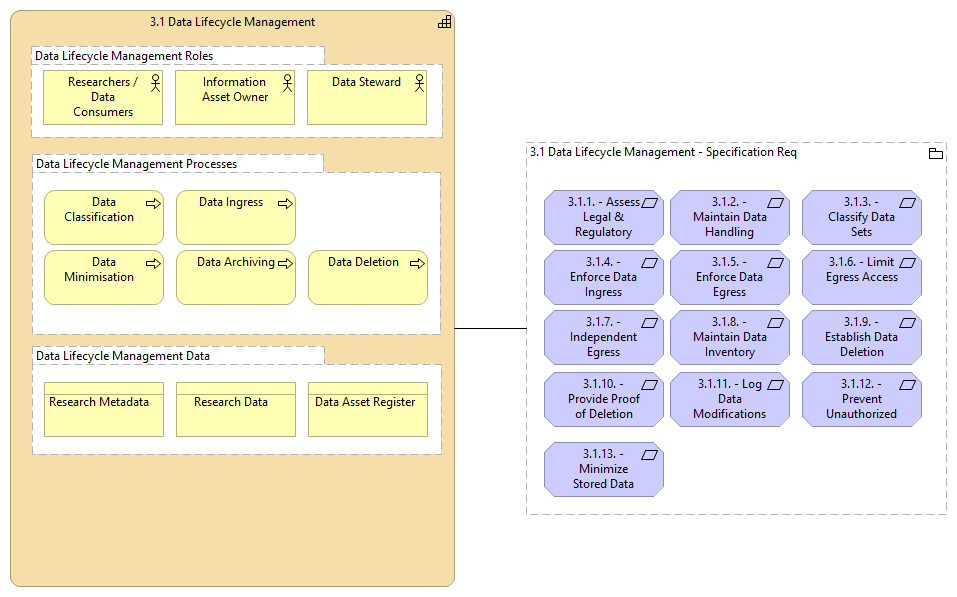 3.1 Data Lifecycle Management
Data Lifecycle Management Roles
Researchers /
Data
Consumers
Information
Asset Owner
Data Steward
Data Lifecycle Management Processes
Data
Classification
Data Ingress
Data
Minimisation
Data Archiving
Data Deletion
Data Lifecycle Management Data
Research Metadata
Research Data
Data Asset Register
3.1 Data Lifecycle Management - Specification Req
3.1.1. - Assess
Legal &
Regulatory
3.1.2. -
Maintain Data
Handling
3.1.3. -
Classify Data
Sets
3.1.4. -
Enforce Data
Ingress
3.1.5. -
Enforce Data
Egress
3.1.6. - Limit
Egress Access
3.1.7. -
Independent
Egress
3.1.8. -
Maintain Data
Inventory
3.1.9. -
Establish Data
Deletion
3.1.10. -
Provide Proof
of Deletion
3.1.11. - Log
Data
Modifications
3.1.12. -
Prevent
Unauthorized
3.1.13. -
Minimize
Stored Data